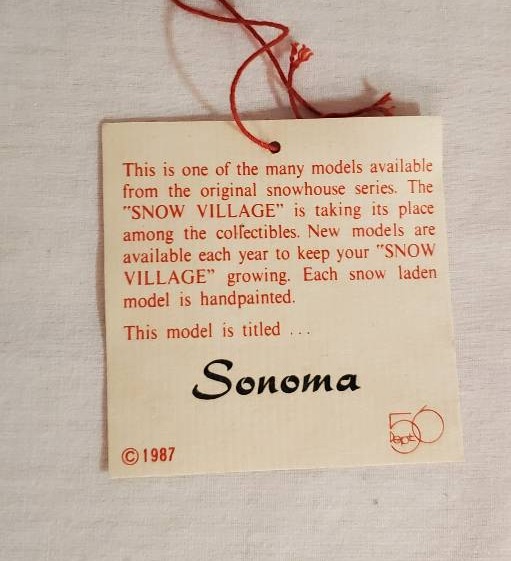 This is one of the many models available
from the original snowhouse series. The
"SNOW VILLAGE" is taking its place
among the collectibles. New models are
available each year to keep your "SNOW
VILLAGE" growing. Each snow laden
model is handpainted.
This model is titled ...
Sonoma
56
Dept.
© 1987